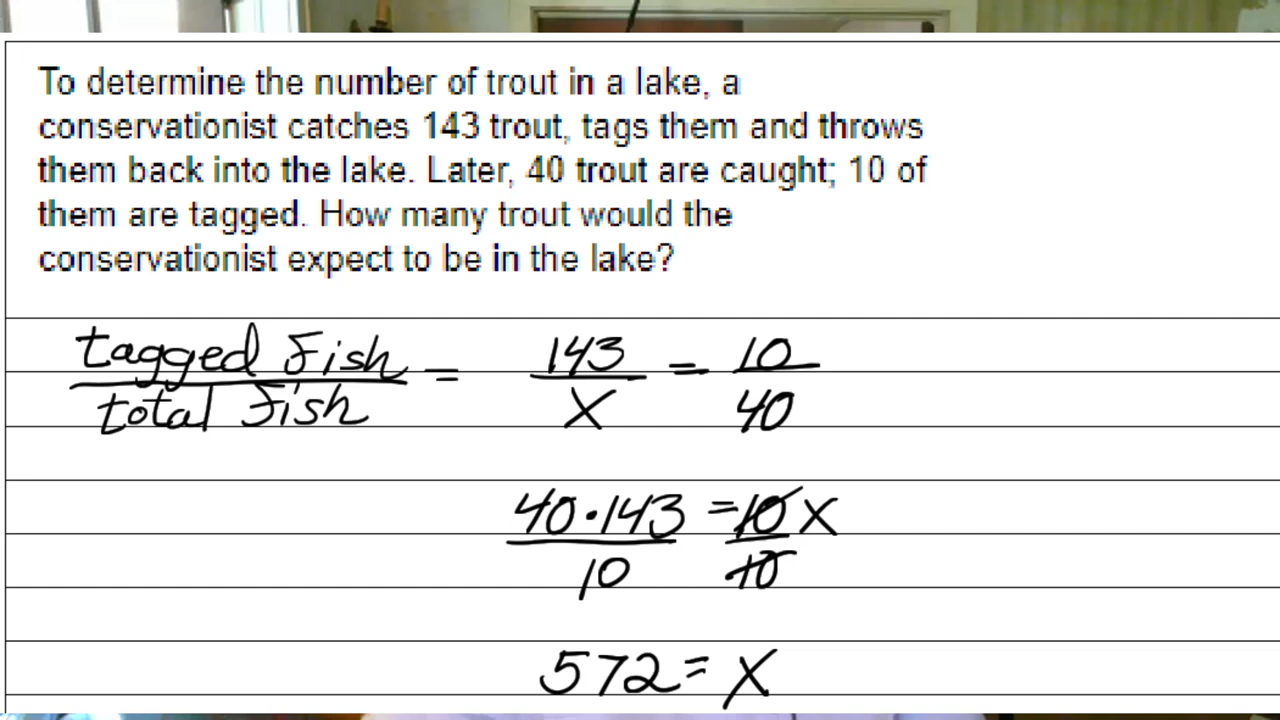 To determine the number of trout in a lake, a
conservationist catches 143 trout, tags them and throws
them back into the lake. Later, 40 trout are caught; 10 of
them are tagged. How many trout would the
conservationist expect to be in the lake?
tagged fish / total fish = 143 / X = 10 / 40
40·143 / 10 = 10X / 10
572 = X